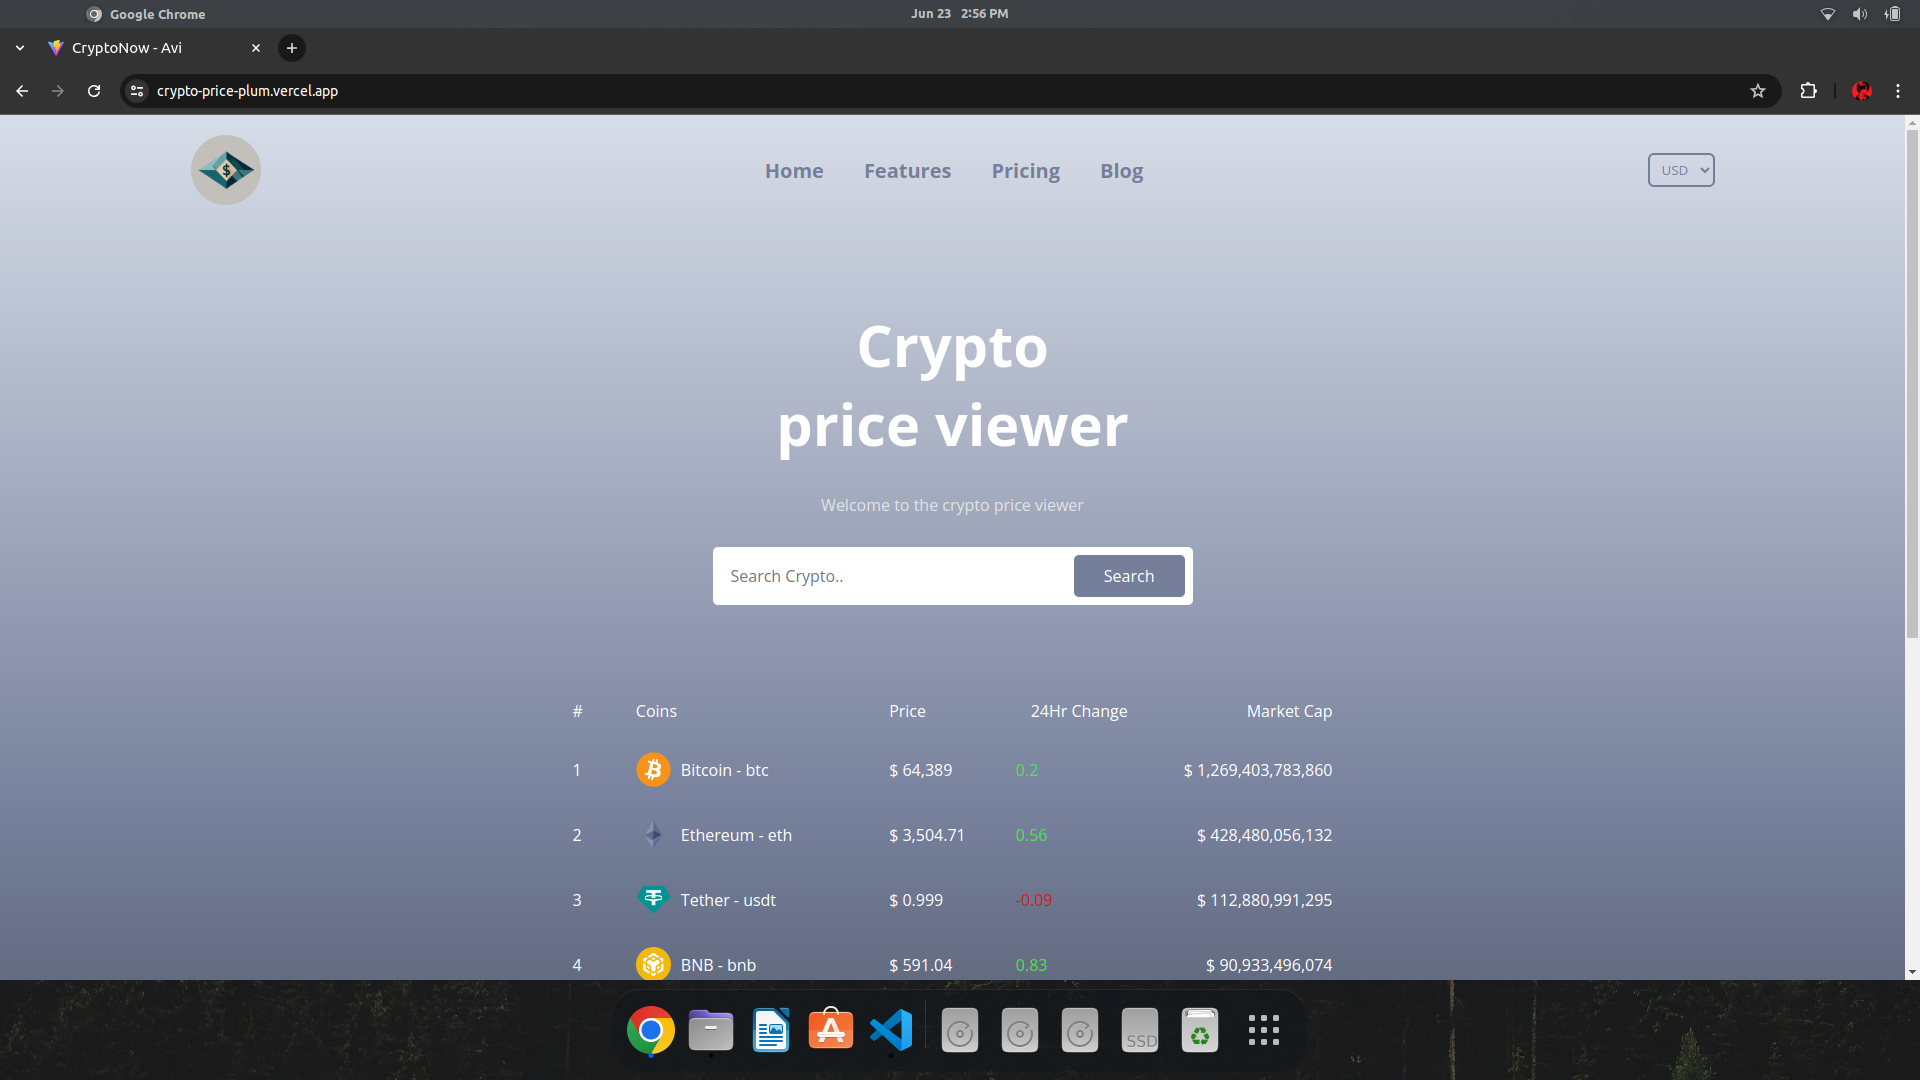 Google Chrome
Jun 23 2:56 PM
CryptoNow - Avi
crypto-price-plum.vercel.app
$
Home Features Pricing Blog
USD
Crypto
price viewer
Welcome to the crypto price viewer
Search Crypto.. Search
# Coins Price 24Hr Change Market Cap
1 Bitcoin - btc $ 64,389 0.2 $ 1,269,403,783,860
2 Ethereum - eth $ 3,504.71 0.56 $ 428,480,056,132
3 Tether - usdt $ 0.999 -0.09 $ 112,880,991,295
4 BNB - bnb $ 591.04 0.83 $ 90,933,496,074
SSD